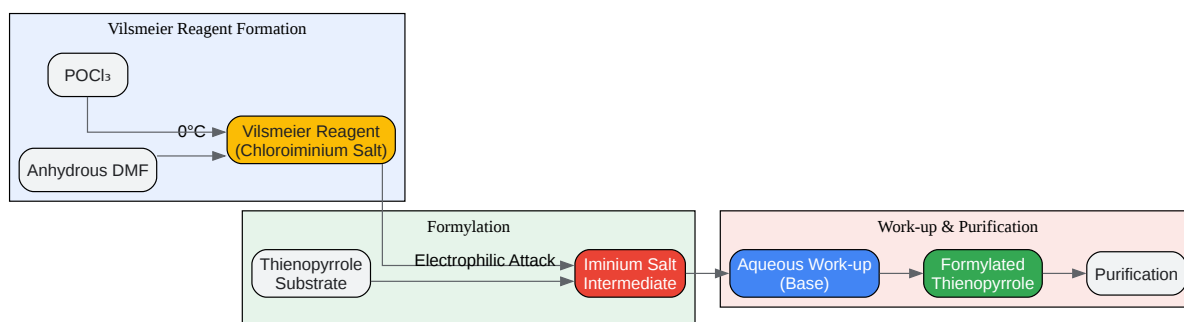 Vilsmeier Reagent Formation
POCl₃
0°C
Vilsmeier Reagent
(Chloroiminium Salt)
Anhydrous DMF
Formylation
Electrophilic Attack
Thienopyrrole
Substrate
Iminium Salt
Intermediate
Work-up & Purification
Aqueous Work-up
(Base)
Formylated
Thienopyrrole
Purification